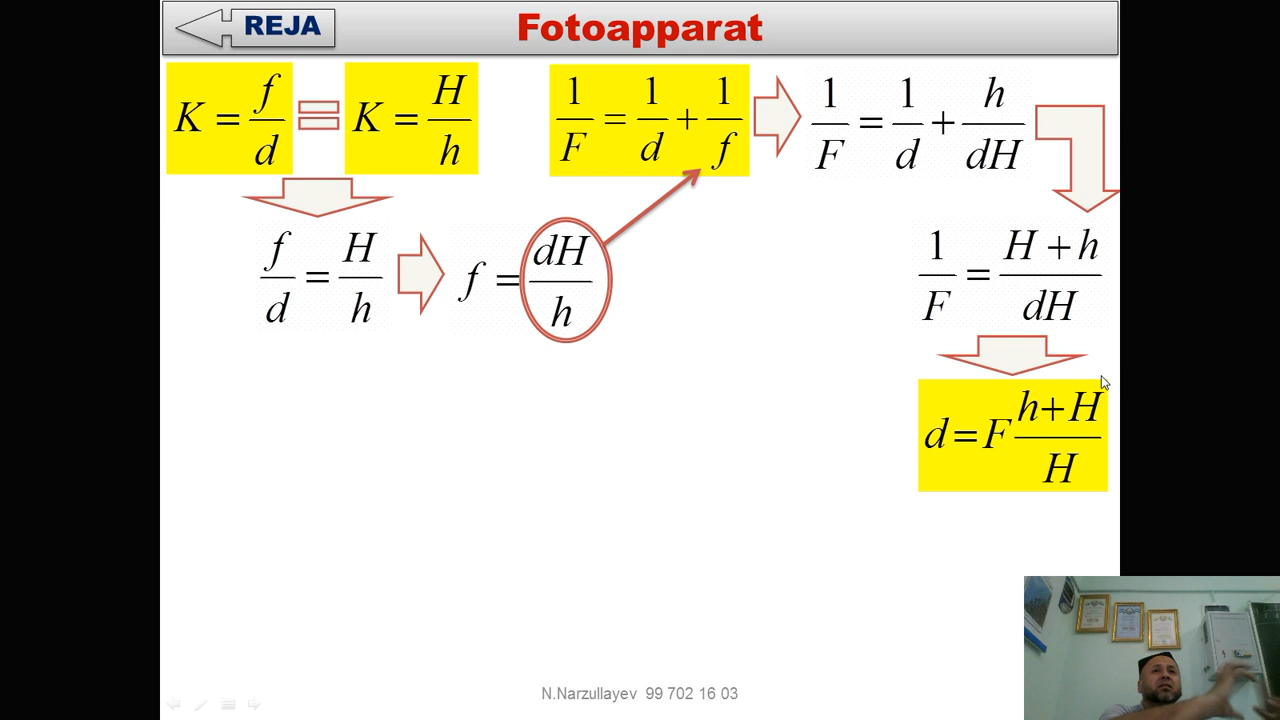 REJA
Fotoapparat
K = f/d = K = H/h
1/F = 1/d + 1/f
1/F = 1/d + h/dH
f/d = H/h
f = dH/h
1/F = H + h/dH
d = F h+H/H
N.Narzullayev 99 702 16 03